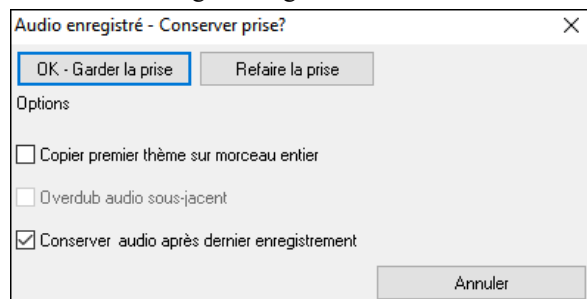 Audio enregistré - Conserver prise?
OK - Garder la prise Refaire la prise
Options
Copier premier thème sur morceau entier
Overdub audio sous-jacent
Conserver audio après dernier enregistrement
Annuler